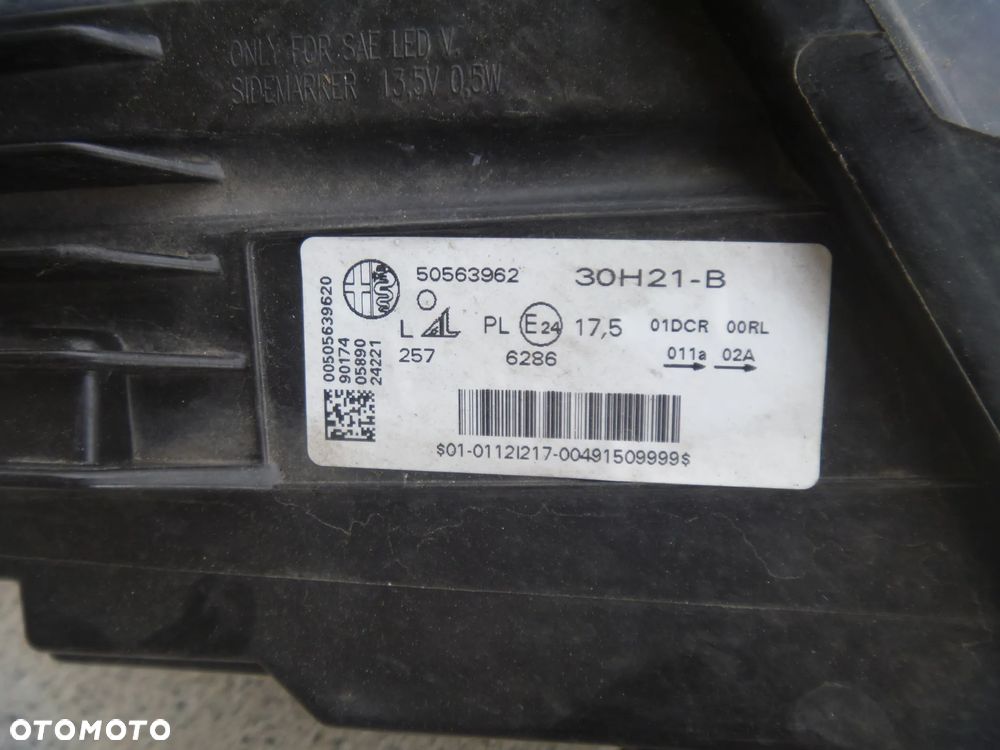 ONLY FOR SAE LED V.
SIDEMARKER 13,5V 0,5W
50563962 30H21-B
L AL PL E24 17,5 01DCR 00RL
257 6286 011a 02A
00505639620
90174
05890
24221
$01-0112I217-00491509999$
OTOMOTO